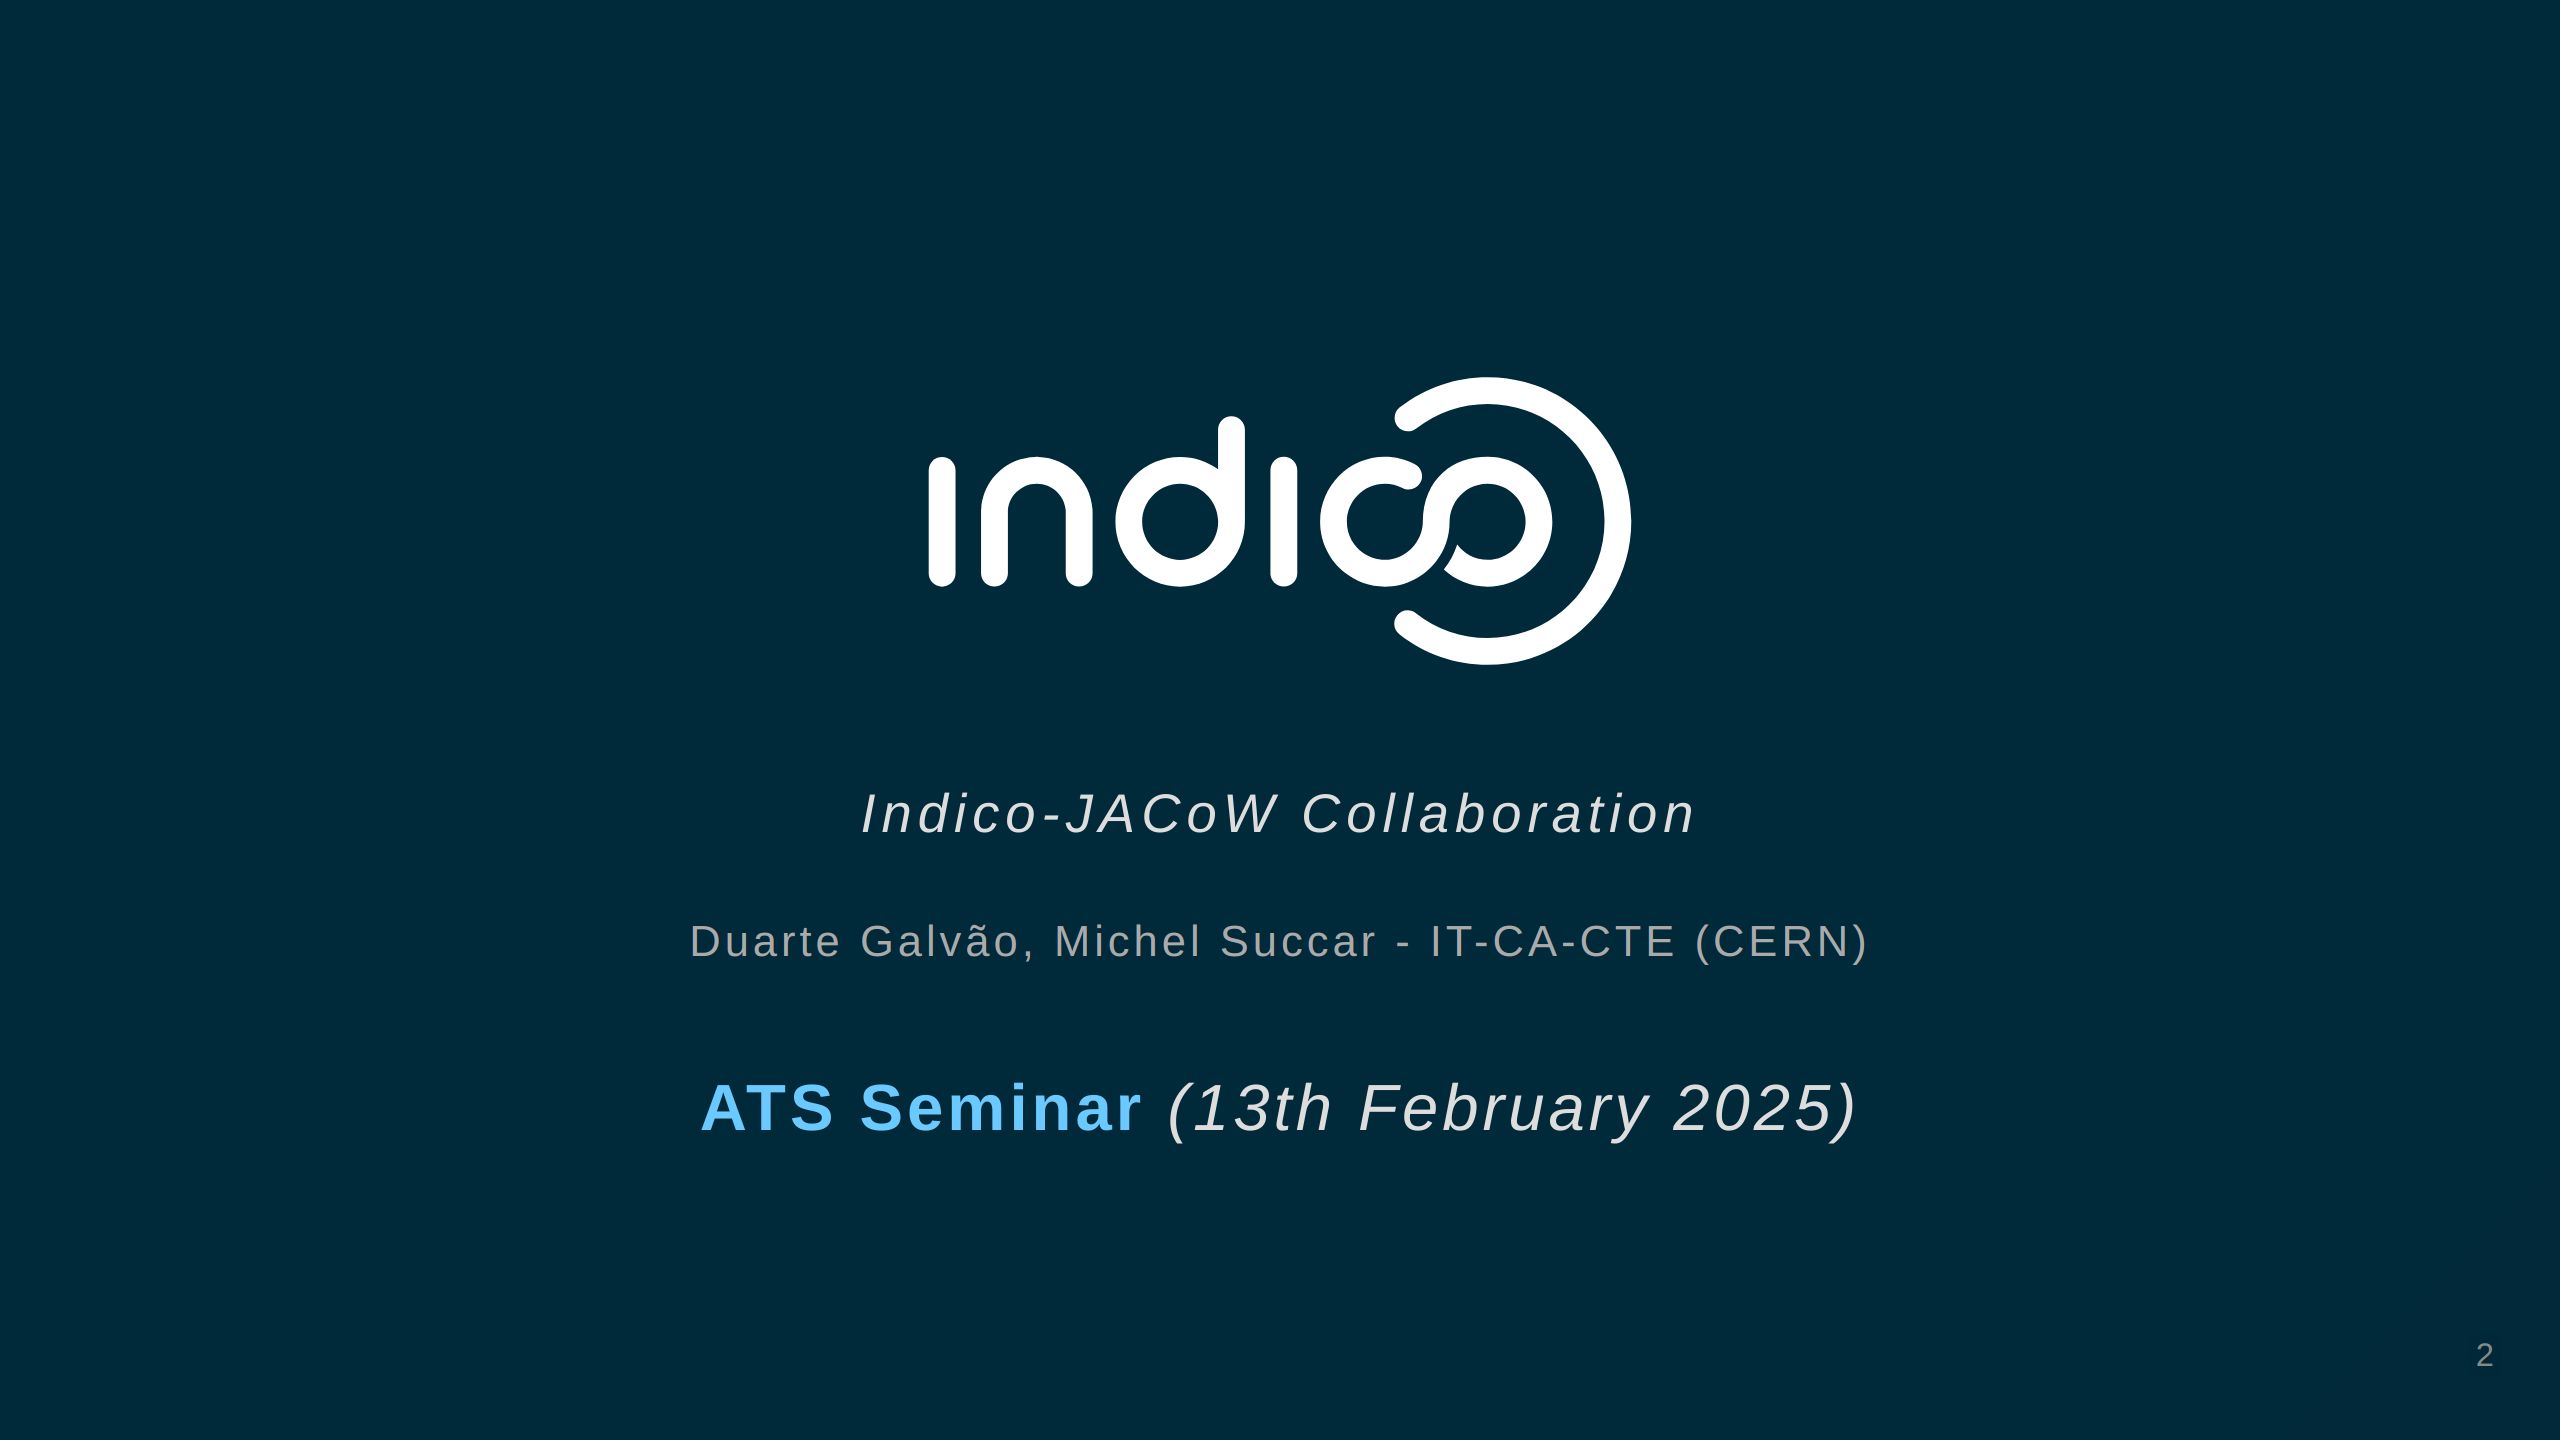 indico
Indico-JACoW Collaboration
Duarte Galvão, Michel Succar - IT-CA-CTE (CERN)
ATS Seminar (13th February 2025)
2